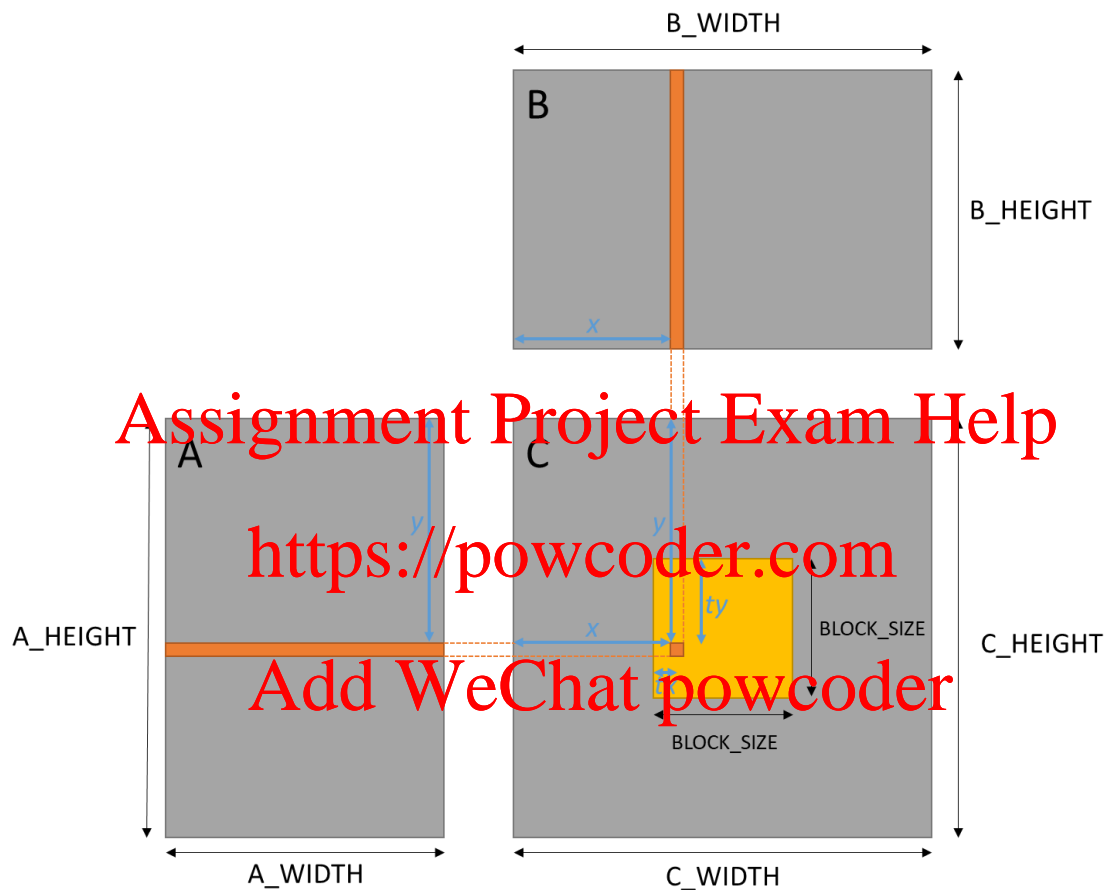 B_WIDTH
B
B_HEIGHT
x
Assignment Project Exam Help
A
C
y
y
https://powcoder.com
ty
x
BLOCK_SIZE
A_HEIGHT
C_HEIGHT
Add WeChat powcoder
BLOCK_SIZE
A_WIDTH
C_WIDTH